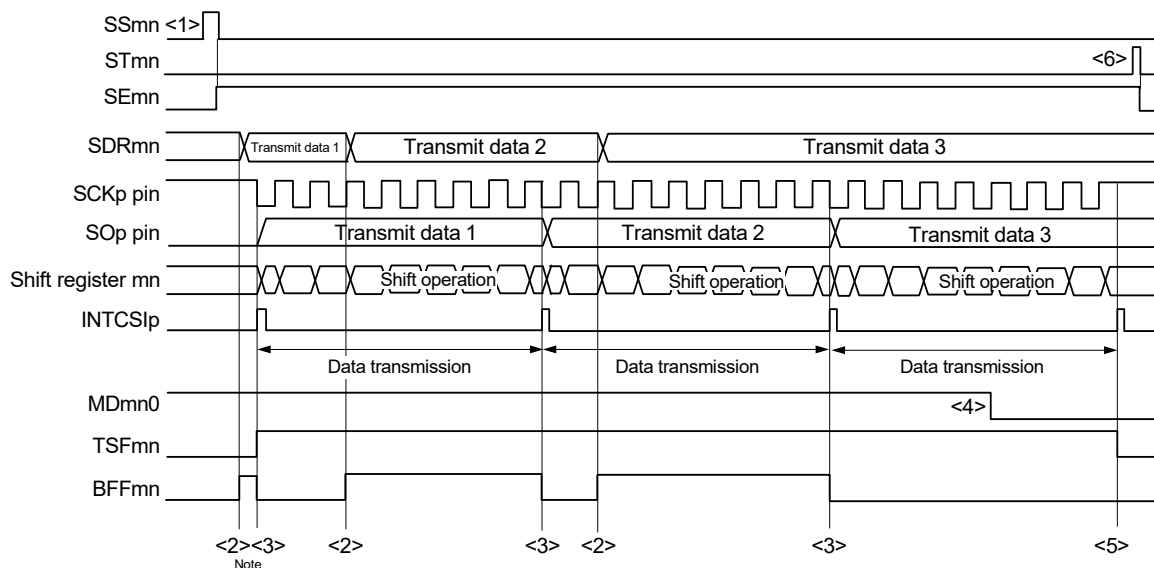 SSmn <1>
STmn <6>
SEmn
SDRmn Transmit data 1 Transmit data 2 Transmit data 3
SCKp pin
SOp pin Transmit data 1 Transmit data 2 Transmit data 3
Shift register mn Shift operation Shift operation Shift operation
INTCSIp
Data transmission Data transmission Data transmission
MDmn0 <4>
TSFmn
BFFmn
<2> <3> <2> <3> <2> <3> <5>
Note